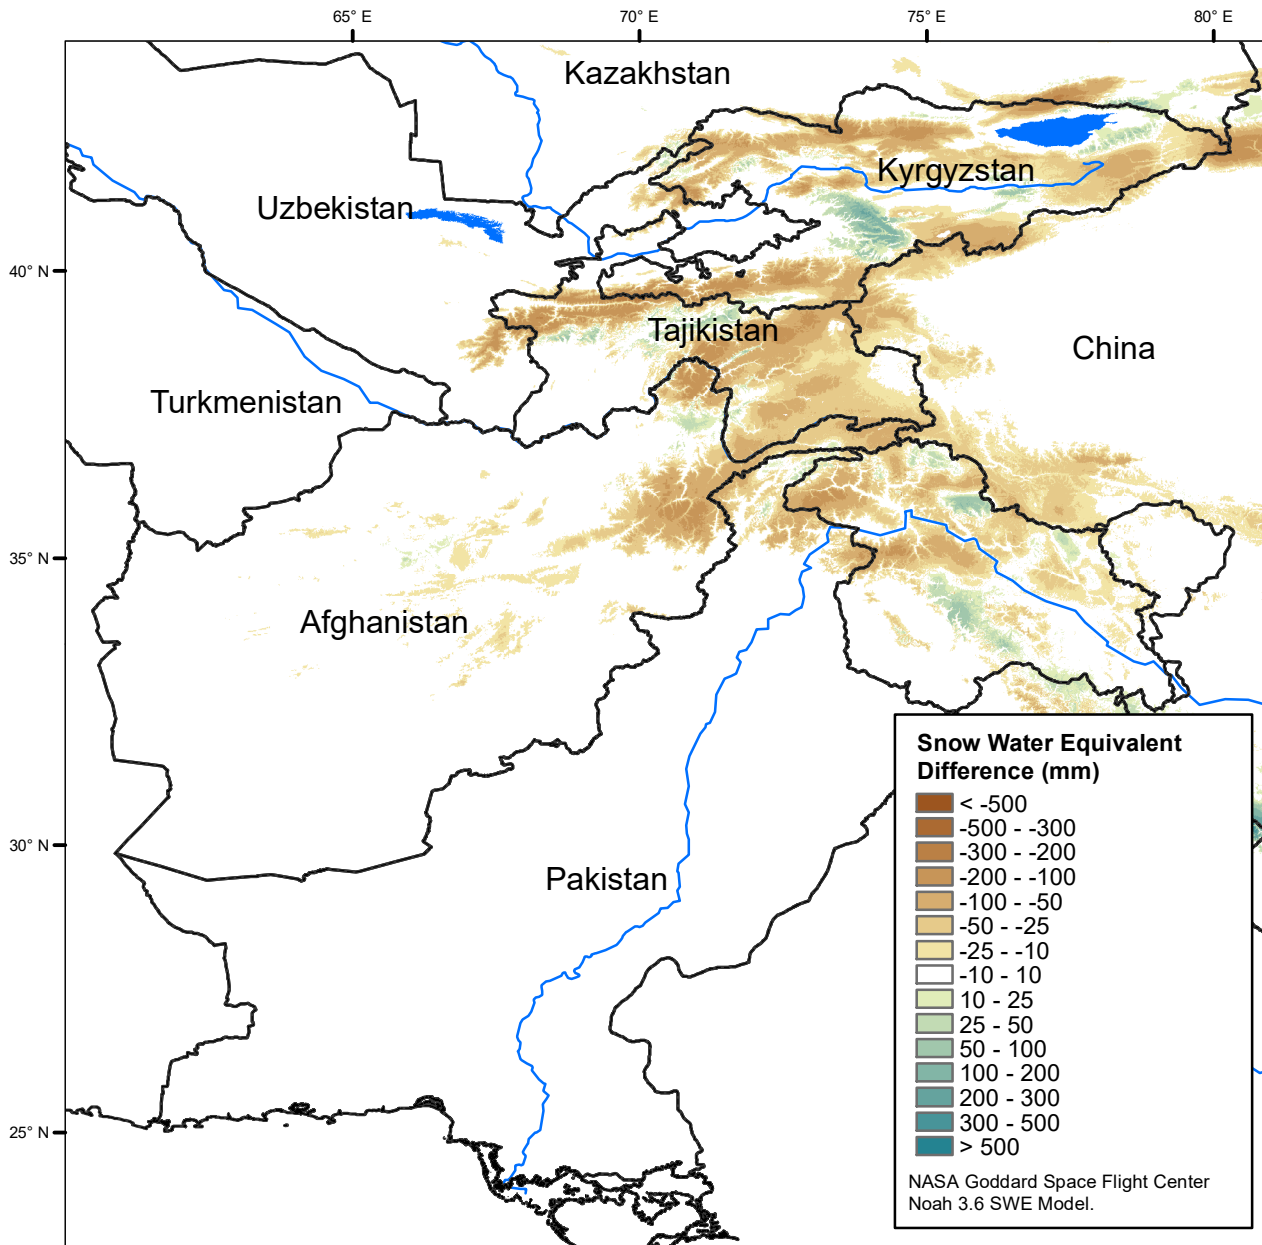 65° E
70° E
75° E
80° E
Kazakhstan
Kyrgyzstan
Uzbekistan
40° N
Tajikistan
China
Turkmenistan
35° N
Afghanistan
30° N
Pakistan
25° N
Snow Water Equivalent
Difference (mm)
< -500
-500 - -300
-300 - -200
-200 - -100
-100 - -50
-50 - -25
-25 - -10
-10 - 10
10 - 25
25 - 50
50 - 100
100 - 200
200 - 300
300 - 500
> 500
NASA Goddard Space Flight Center
Noah 3.6 SWE Model.